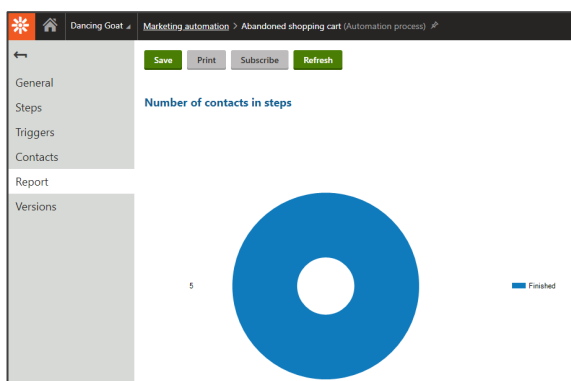 Dancing Goat Marketing automation > Abandoned shopping cart (Automation process)
Save Print Subscribe Refresh
General
Steps
Triggers
Contacts
Report
Versions
Number of contacts in steps
5
Finished